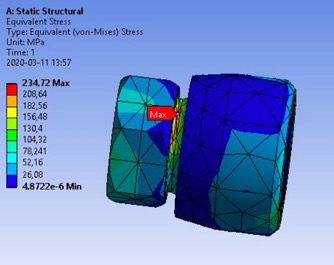 A: Static Structural
Equivalent Stress
Type: Equivalent (von-Mises) Stress
Unit: MPa
Time: 1
2020-03-11 13:57
234,72 Max
208,64
182,56
156,48
130,4
104,32
78,241
52,16
26,08
4,8722e-6 Min
Max